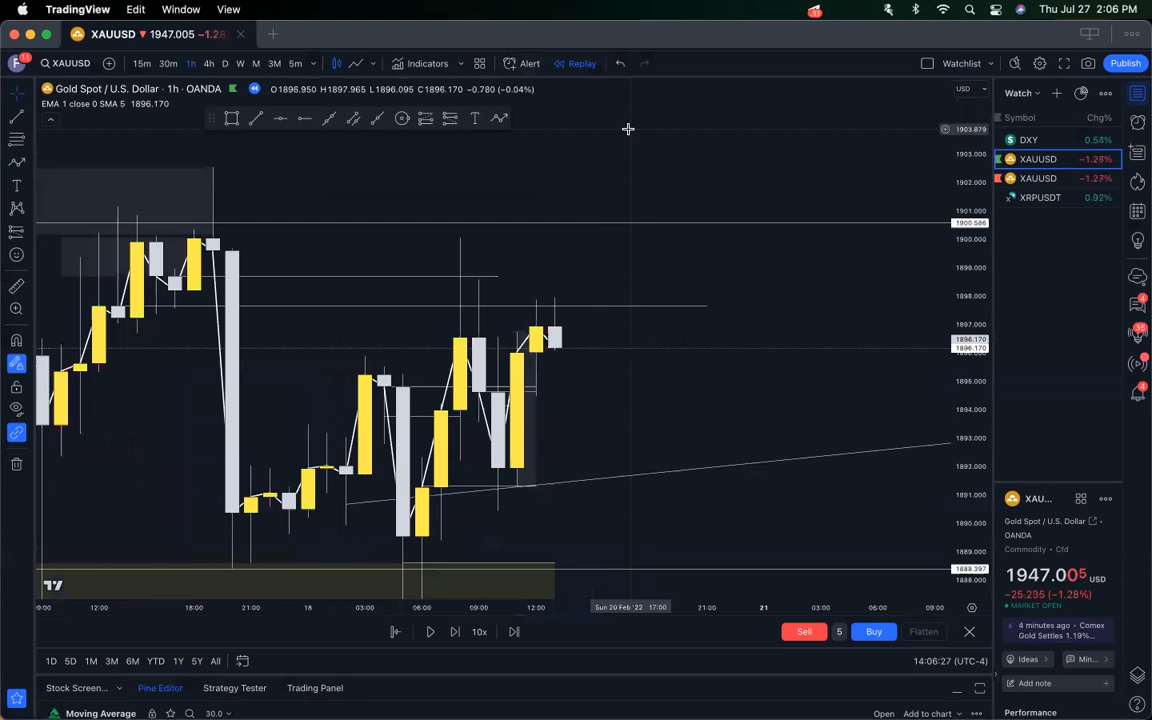 TradingView Edit Window View 93 Thu Jul 27 2:06 PM
XAUUSD 1947.005 −1.28
11 XAUUSD 15m 30m 1h 4h D W M 3M 5m Indicators Alert Replay Watchlist Publish
Gold Spot / U.S. Dollar · 1h · OANDA O1896.950 H1897.965 L1896.095 C1896.170 −0.780 (−0.04%) USD
EMA 1 close 0 SMA 5 1896.170
T
1903.879
1903.000
1902.000
1901.000
1900.586
1900.000
1899.000
1898.000
1897.000
1896.170
1896.170
1895.000
1894.000
1893.000
1892.000
1891.000
1890.000
1889.000
1888.397
1888.000
12:00 18:00 21:00 18 03:00 06:00 09:00 12:00 Sun 20 Feb '22 17:00 21:00 21 03:00 06:00 09:00
10x Sell 5 Buy Flatten
1D 5D 1M 3M 6M YTD 1Y 5Y All 14:06:27 (UTC-4)
Stock Screen... Pine Editor Strategy Tester Trading Panel
Moving Average 30.0 Open Add to chart
Watch
Symbol Chg%
DXY 0.54%
XAUUSD −1.28%
XAUUSD −1.27%
XRPUSDT 0.92%
4
35
4
XAU...
Gold Spot / U.S. Dollar
OANDA
Commodity • Cfd
1947.005 USD
−25.235 (−1.28%)
MARKET OPEN
4 minutes ago · Comex
Gold Settles 1.19%...
Ideas Min...
Add note
Performance